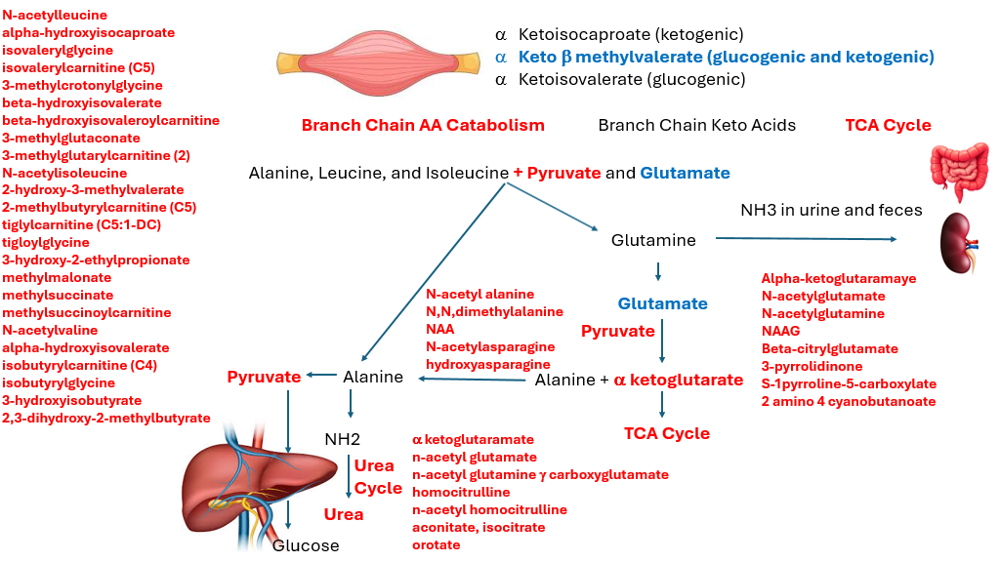 N-acetylleucine
alpha-hydroxyisocaproate
isovalerylglycine
isovalerylcarnitine (C5)
3-methylcrotonylglycine
beta-hydroxyisovalerate
beta-hydroxyisovaleroylcarnitine
3-methylglutaconate
3-methylglutarylcarnitine (2)
N-acetylisoleucine
2-hydroxy-3-methylvalerate
2-methylbutyrylcarnitine (C5)
tiglylcarnitine (C5:1-DC)
tigloylglycine
3-hydroxy-2-ethylpropionate
methylmalonate
methylsuccinate
methylsuccinoylcarnitine
N-acetylvaline
alpha-hydroxyisovalerate
isobutyrylcarnitine (C4)
isobutyrylglycine
3-hydroxyisobutyrate
2,3-dihydroxy-2-methylbutyrate
α Ketoisocaproate (ketogenic)
α Keto β methylvalerate (glucogenic and ketogenic)
α Ketoisovalerate (glucogenic)
Branch Chain AA Catabolism
Branch Chain Keto Acids
TCA Cycle
Alanine, Leucine, and Isoleucine + Pyruvate and Glutamate
NH3 in urine and feces
Glutamine
Glutamate
Pyruvate
N-acetyl alanine
N,N,dimethylalanine
NAA
N-acetylasparagine
hydroxyasparagine
Alpha-ketoglutaramaye
N-acetylglutamate
N-acetylglutamine
NAAG
Beta-citrylglutamate
3-pyrrolidinone
S-1pyrroline-5-carboxylate
2 amino 4 cyanobutanoate
Pyruvate
Alanine
Alanine + α ketoglutarate
TCA Cycle
NH2
Urea
Cycle
Urea
Glucose
α ketoglutaramate
n-acetyl glutamate
n-acetyl glutamine γ carboxyglutamate
homocitrulline
n-acetyl homocitrulline
aconitate, isocitrate
orotate